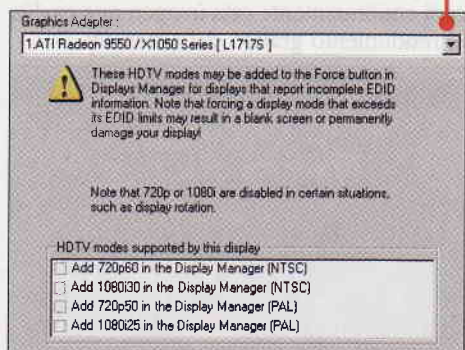 Graphics Adapter :
1.ATI Radeon 9550 / X1050 Series [ L1717S ]
These HDTV modes may be added to the Force button in
Displays Manager for displays that report incomplete EDID
information. Note that forcing a display mode that exceeds
its EDID limits may result in a blank screen or permanently
damage your display!
Note that 720p or 1080i are disabled in certain situations,
such as display rotation.
HDTV modes supported by this display
Add 720p60 in the Display Manager (NTSC)
Add 1080i30 in the Display Manager (NTSC)
Add 720p50 in the Display Manager (PAL)
Add 1080i25 in the Display Manager (PAL)